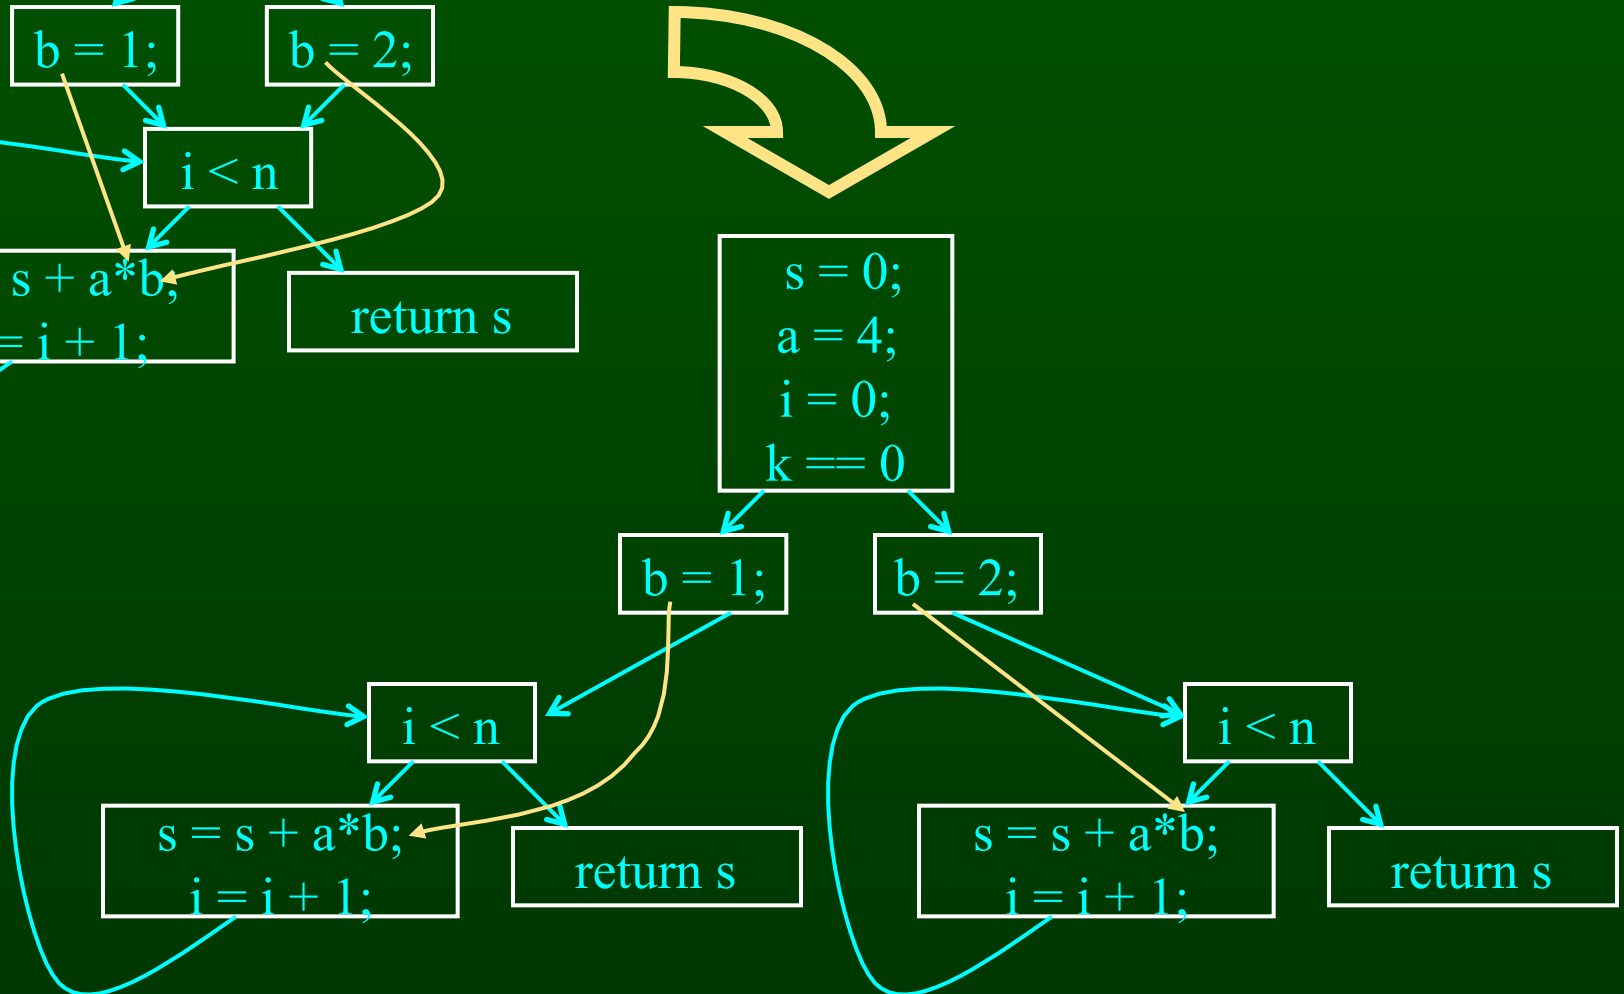 b = 1;
b = 2;
i < n
s + a*b;
= i + 1;
return s
s = 0;
a = 4;
i = 0;
k == 0
b = 1;
b = 2;
i < n
s = s + a*b;
i = i + 1;
return s
i < n
s = s + a*b;
i = i + 1;
return s